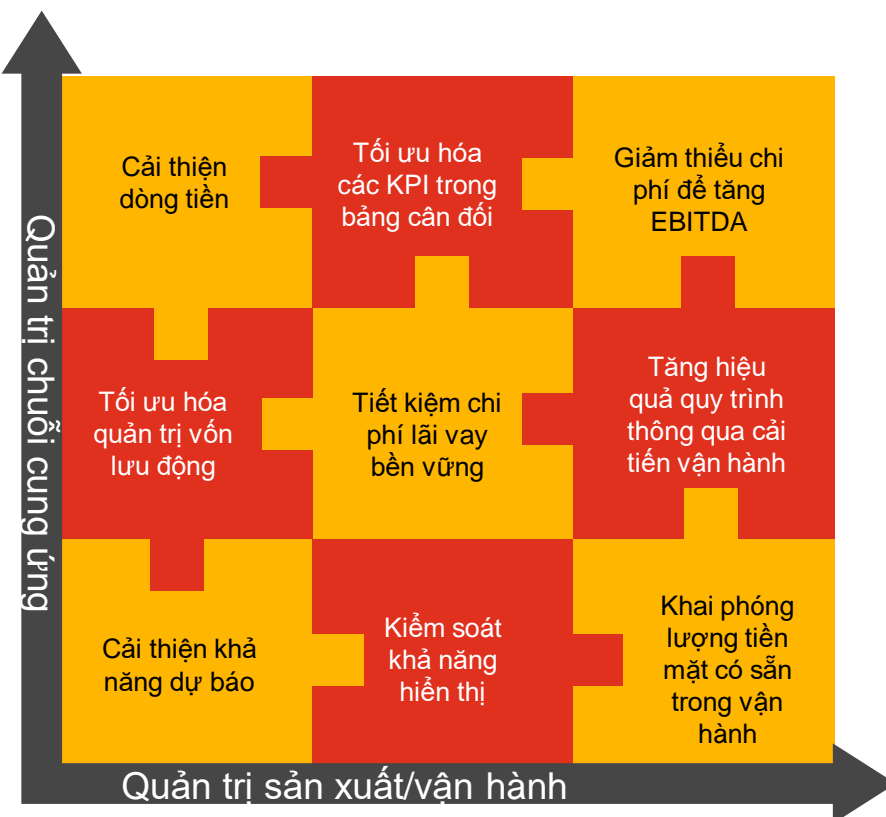 Cải thiện
dòng tiền
Tối ưu hóa
các KPI trong
bảng cân đối
Giảm thiểu chi
phí để tăng
EBITDA
Tối ưu hóa
quản trị vốn
lưu động
Tiết kiệm chi
phí lãi vay
bền vững
Tăng hiệu
quả quy trình
thông qua cải
tiến vận hành
Cải thiện khả
năng dự báo
Kiểm soát
khả năng
hiển thị
Khai phóng
lượng tiền
mặt có sẵn
trong vận
hành
Quản trị chuỗi cung ứng
Quản trị sản xuất/vận hành